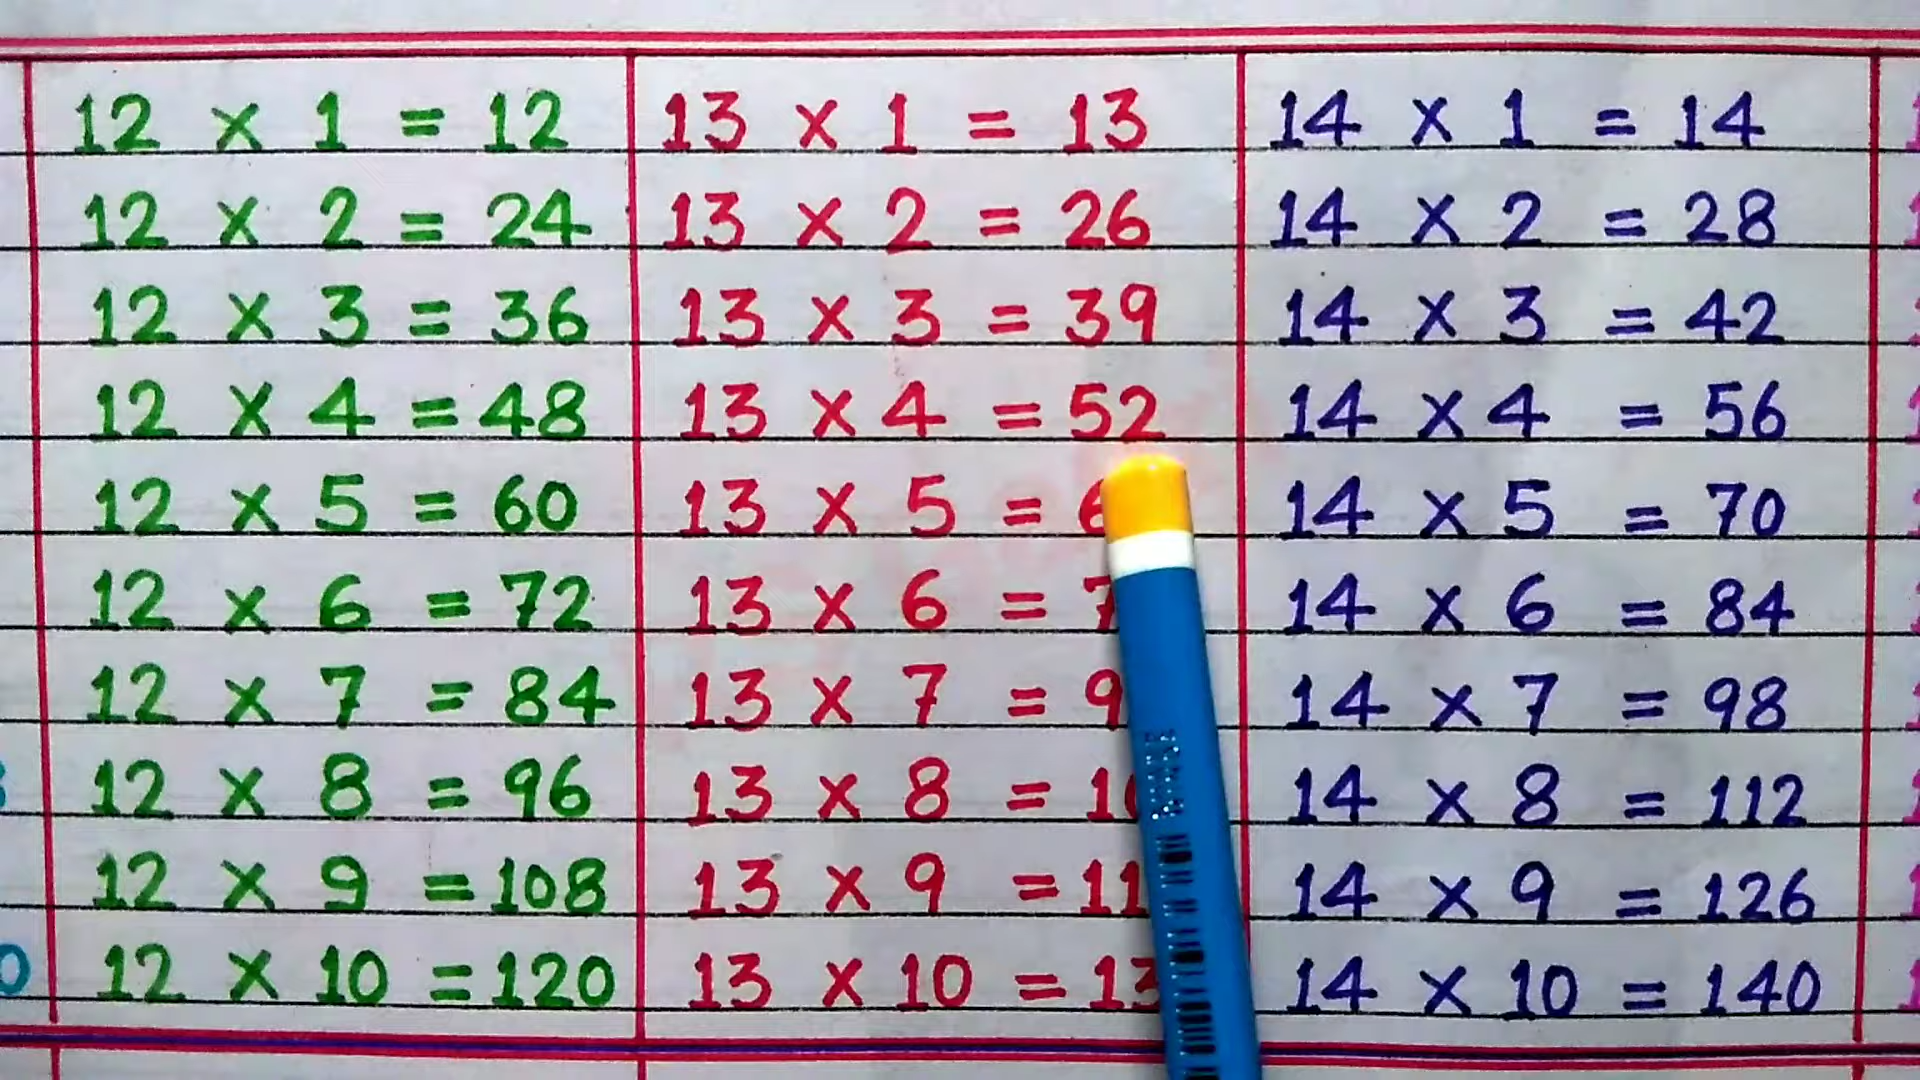 12 x 1 = 12
12 x 2 = 24
12 x 3 = 36
12 x 4 = 48
12 x 5 = 60
12 x 6 = 72
12 x 7 = 84
12 x 8 = 96
12 x 9 = 108
12 x 10 = 120
13 x 1 = 13
13 x 2 = 26
13 x 3 = 39
13 x 4 = 52
13 x 5 =
13 x 6 =
13 x 7 =
13 x 8 =
13 x 9 =
13 x 10 =
14 x 1 = 14
14 x 2 = 28
14 x 3 = 42
14 x 4 = 56
14 x 5 = 70
14 x 6 = 84
14 x 7 = 98
14 x 8 = 112
14 x 9 = 126
14 x 10 = 140